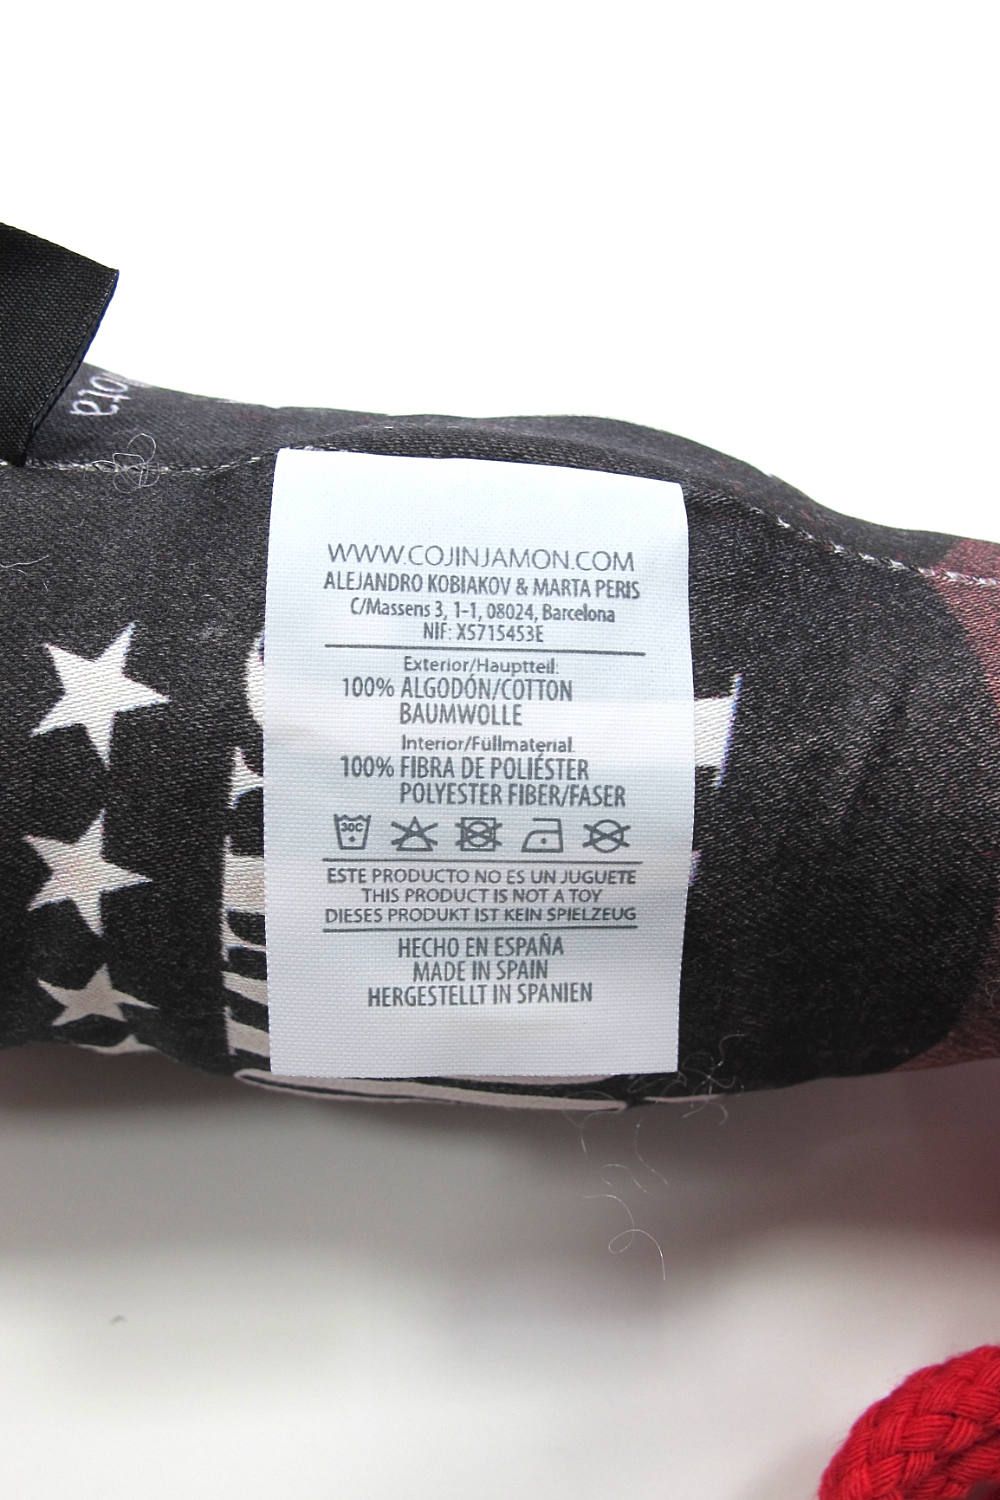 WWW.COJINJAMON.COM
ALEJANDRO KOBIAKOV & MARTA PERIS
C/Massens 3, 1-1, 08024, Barcelona
NIF: X5715453E
Exterior/Hauptteil:
100% ALGODÓN/COTTON
BAUMWOLLE
Interior/Füllmaterial
100% FIBRA DE POLIÉSTER
POLYESTER FIBER/FASER
30C
ESTE PRODUCTO NO ES UN JUGUETE
THIS PRODUCT IS NOT A TOY
DIESES PRODUKT IST KEIN SPIELZEUG
HECHO EN ESPAÑA
MADE IN SPAIN
HERGESTELLT IN SPANIEN